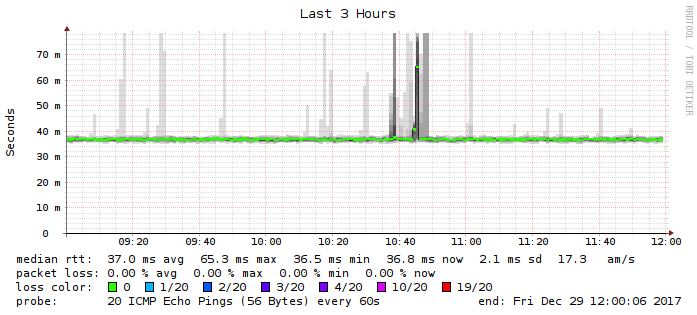 Last 3 Hours
RRDTOOL / TOBI OETIKER
Seconds
70 m
60 m
50 m
40 m
30 m
20 m
10 m
0
09:20 09:40 10:00 10:20 10:40 11:00 11:20 11:40 12:00
median rtt: 37.0 ms avg 65.3 ms max 36.5 ms min 36.8 ms now 2.1 ms sd 17.3 am/s
packet loss: 0.00 % avg 0.00 % max 0.00 % min 0.00 % now
loss color: 0 1/20 2/20 3/20 4/20 10/20 19/20
probe: 20 ICMP Echo Pings (56 Bytes) every 60s end: Fri Dec 29 12:00:06 2017